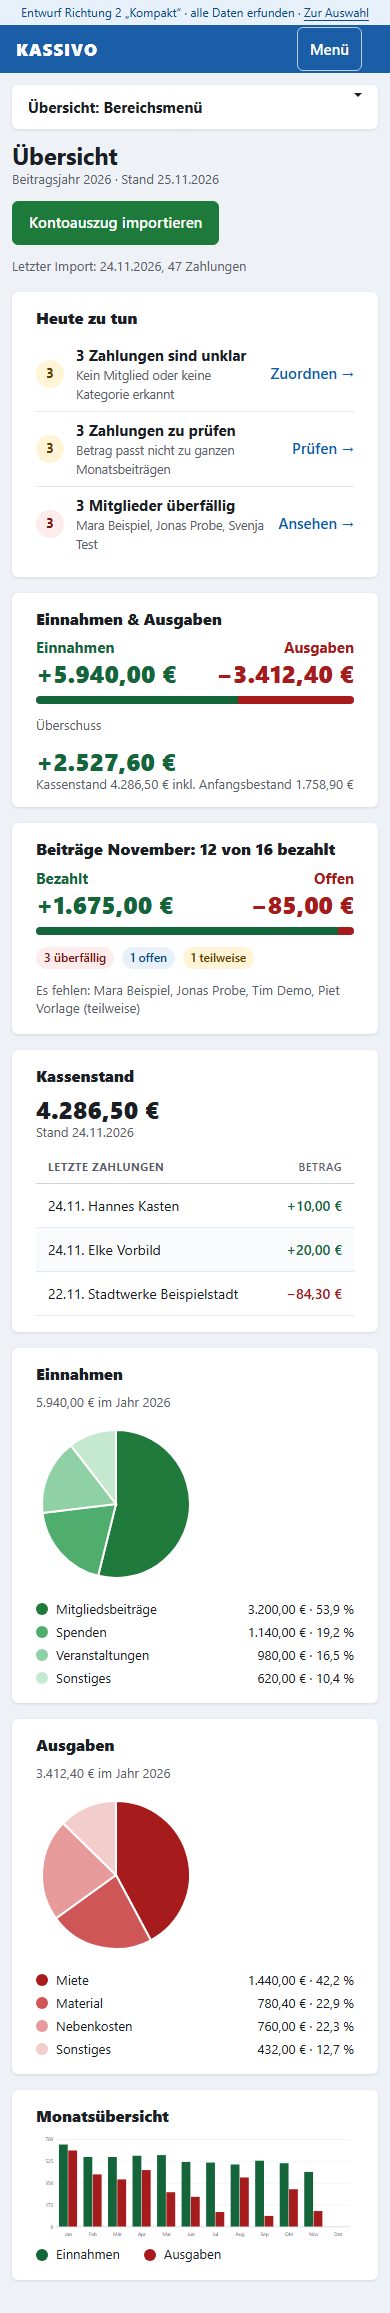 Entwurf Richtung 2 „Kompakt“ · alle Daten erfunden · Zur Auswahl
KASSIVO
Menü
Übersicht: Bereichsmenü
Übersicht
Beitragsjahr 2026 · Stand 25.11.2026
Kontoauszug importieren
Letzter Import: 24.11.2026, 47 Zahlungen
Heute zu tun
3 3 Zahlungen sind unklar
Kein Mitglied oder keine
Kategorie erkannt
Zuordnen →
3 3 Zahlungen zu prüfen
Betrag passt nicht zu ganzen
Monatsbeiträgen
Prüfen →
3 3 Mitglieder überfällig
Mara Beispiel, Jonas Probe, Svenja
Test
Ansehen →
Einnahmen & Ausgaben
Einnahmen Ausgaben
+5.940,00 € −3.412,40 €
Überschuss
+2.527,60 €
Kassenstand 4.286,50 € inkl. Anfangsbestand 1.758,90 €
Beiträge November: 12 von 16 bezahlt
Bezahlt Offen
+1.675,00 € −85,00 €
3 überfällig 1 offen 1 teilweise
Es fehlen: Mara Beispiel, Jonas Probe, Tim Demo, Piet
Vorlage (teilweise)
Kassenstand
4.286,50 €
Stand 24.11.2026
LETZTE ZAHLUNGEN BETRAG
24.11. Hannes Kasten +10,00 €
24.11. Elke Vorbild +20,00 €
22.11. Stadtwerke Beispielstadt −84,30 €
Einnahmen
5.940,00 € im Jahr 2026
Mitgliedsbeiträge 3.200,00 € · 53,9 %
Spenden 1.140,00 € · 19,2 %
Veranstaltungen 980,00 € · 16,5 %
Sonstiges 620,00 € · 10,4 %
Ausgaben
3.412,40 € im Jahr 2026
Miete 1.440,00 € · 42,2 %
Material 780,40 € · 22,9 %
Nebenkosten 760,00 € · 22,3 %
Sonstiges 432,00 € · 12,7 %
Monatsübersicht
700
525
350
175
0
Jan Feb Mär Apr Mai Jun Jul Aug Sep Okt Nov Dez
Einnahmen Ausgaben